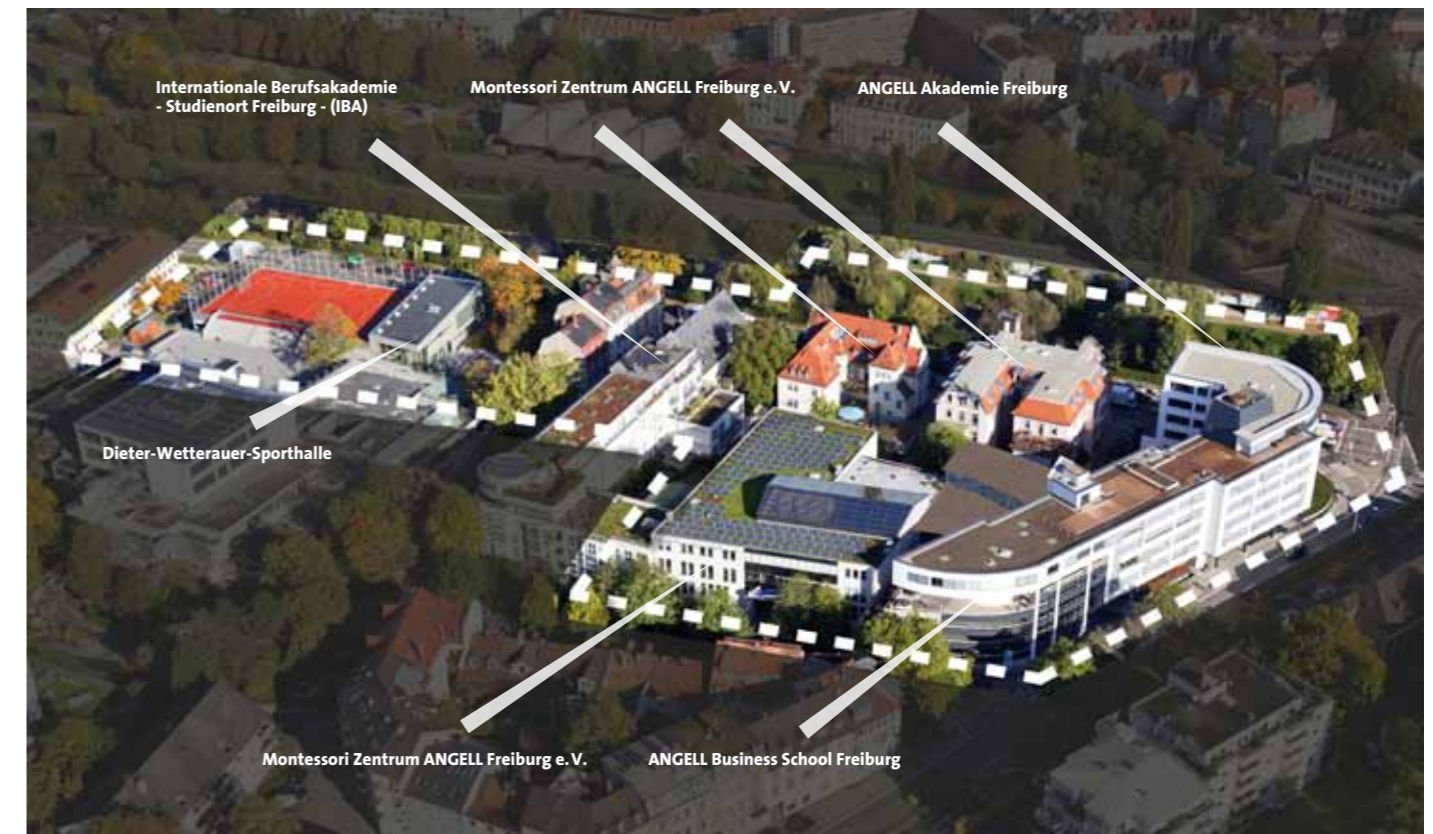 Internationale Berufsakademie
- Studienort Freiburg - (IBA)
Montessori Zentrum ANGELL Freiburg e. V.
ANGELL Akademie Freiburg
Dieter-Wetterauer-Sporthalle
Montessori Zentrum ANGELL Freiburg e. V.
ANGELL Business School Freiburg